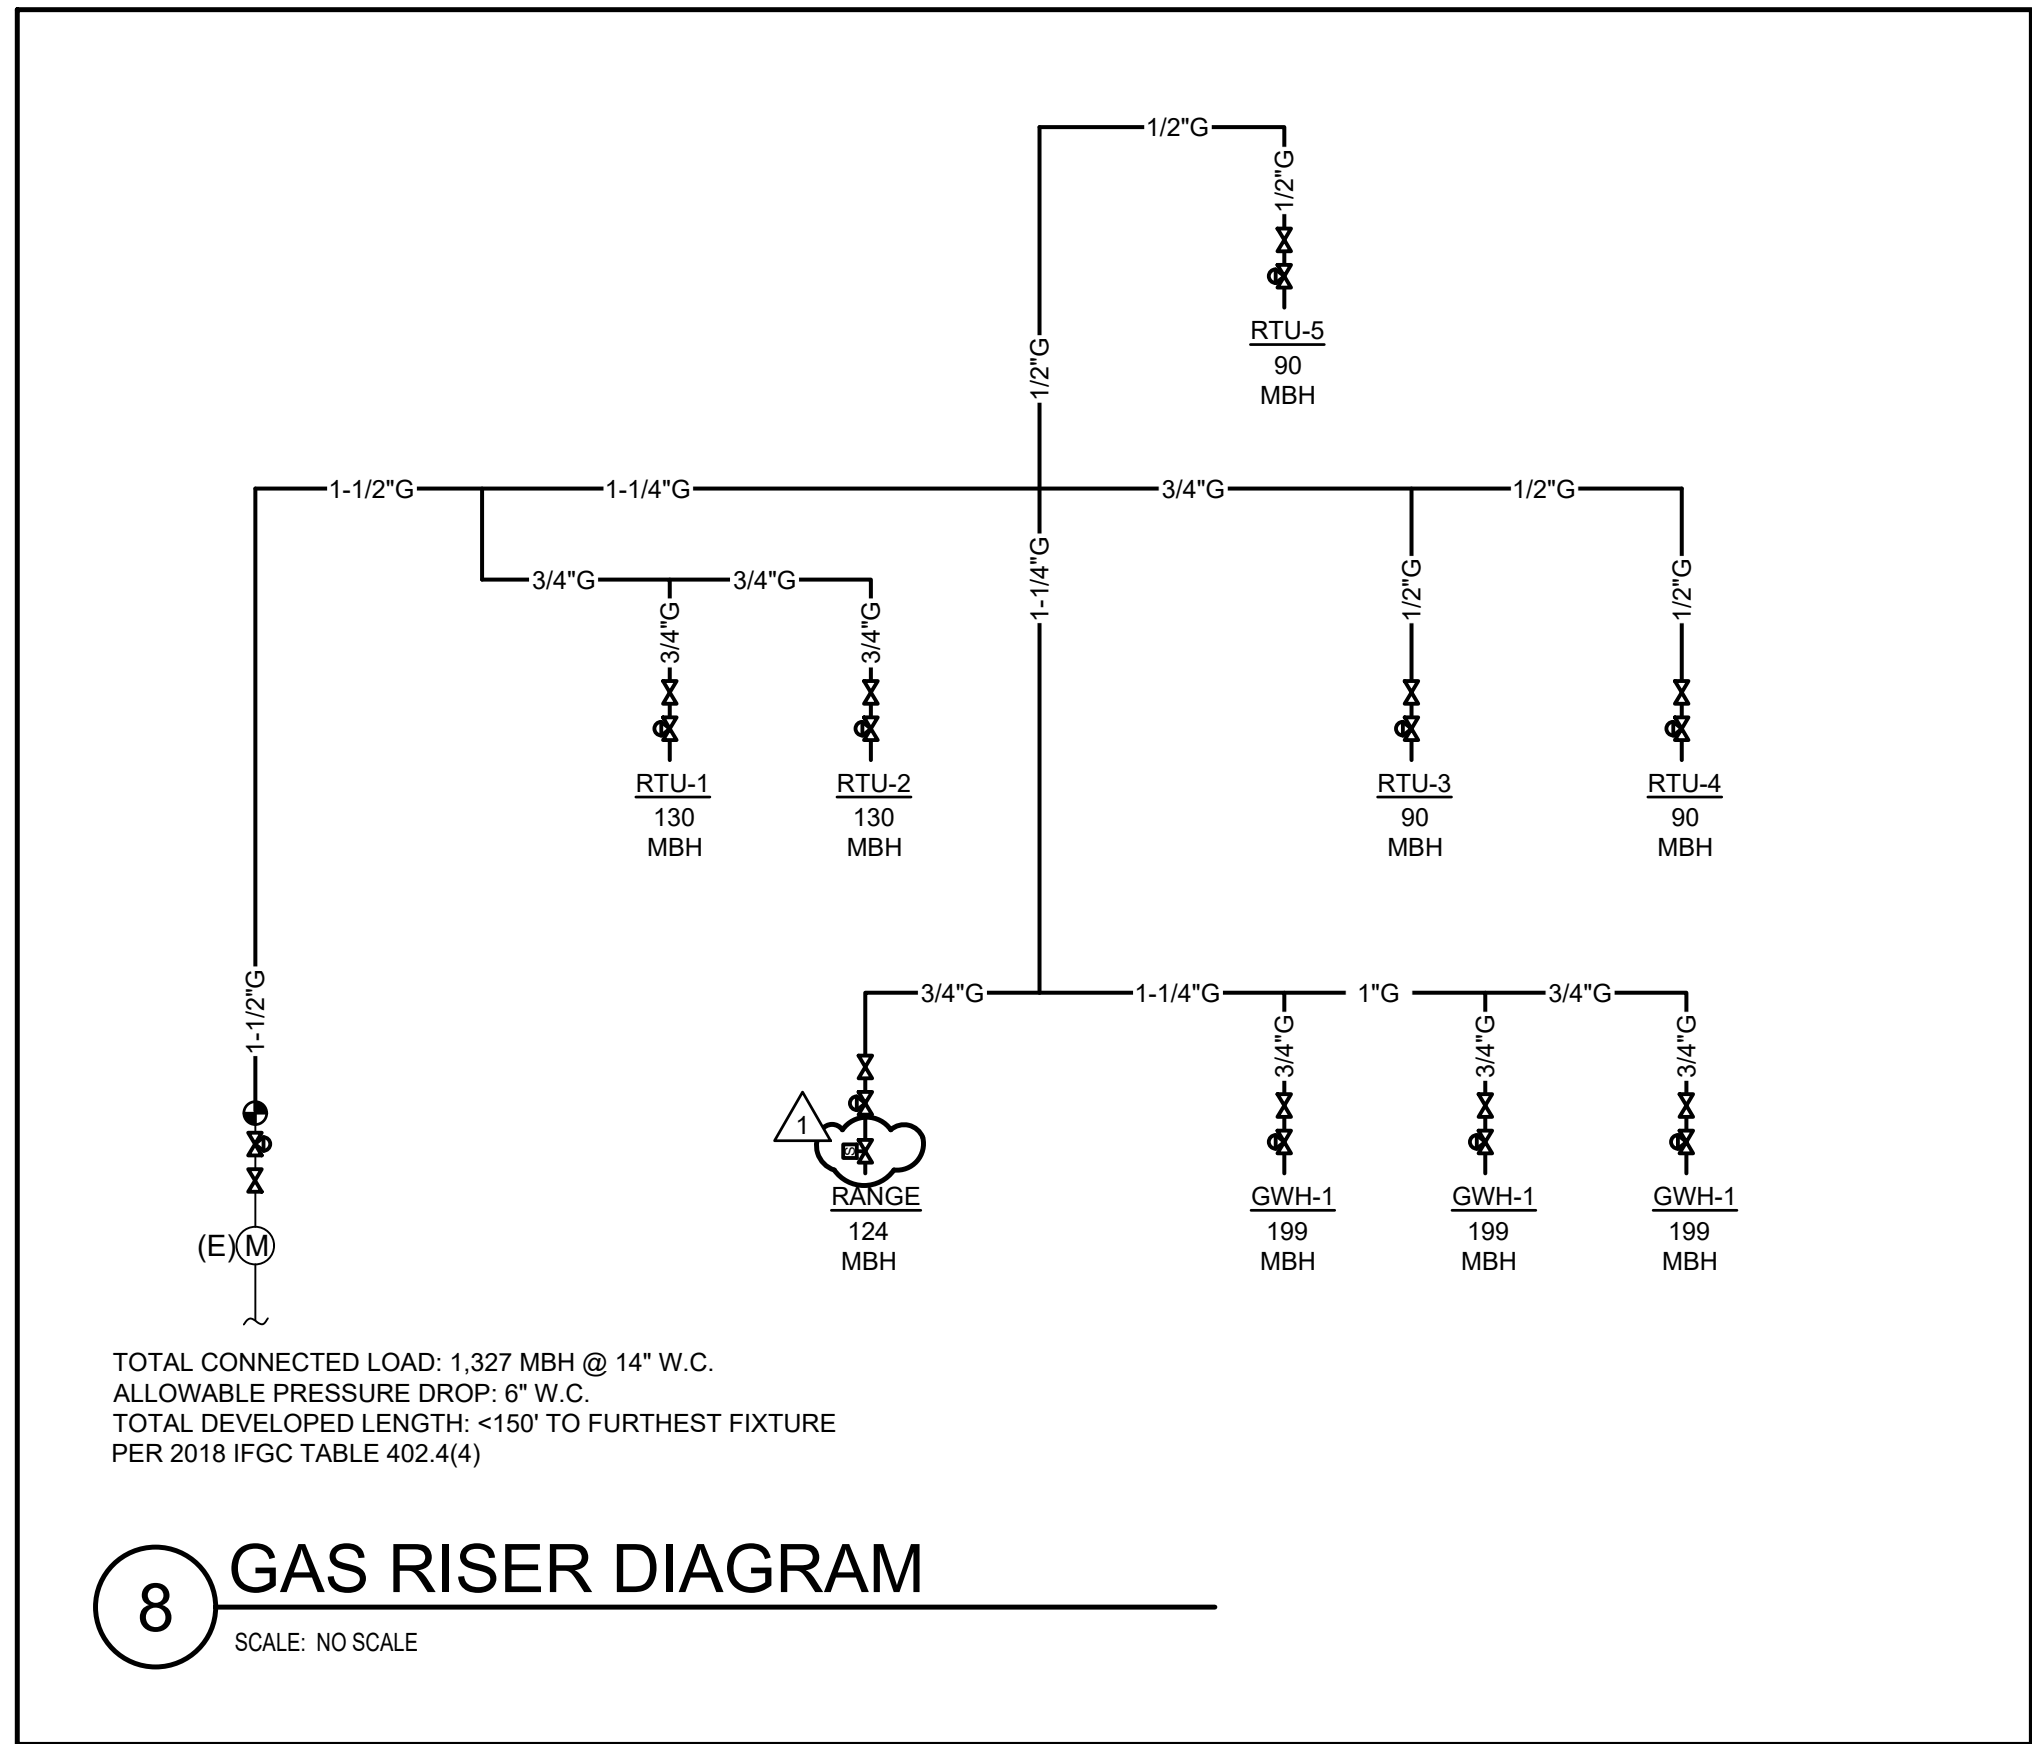 1/2"G
1/2"G
RTU-5
90
MBH
1/2"G
1-1/2"G
1-1/4"G
3/4"G
1/2"G
1-1/4"G
1/2"G
1/2"G
3/4"G
3/4"G
3/4"G
3/4"G
RTU-1
130
MBH
RTU-2
130
MBH
RTU-3
90
MBH
RTU-4
90
MBH
1-1/2"G
3/4"G
1-1/4"G
1"G
3/4"G
3/4"G
3/4"G
3/4"G
1
S
RANGE
124
MBH
GWH-1
199
MBH
GWH-1
199
MBH
GWH-1
199
MBH
(E) M
TOTAL CONNECTED LOAD: 1,327 MBH @ 14" W.C.
ALLOWABLE PRESSURE DROP: 6" W.C.
TOTAL DEVELOPED LENGTH: <150' TO FURTHEST FIXTURE
PER 2018 IFGC TABLE 402.4(4)
8
GAS RISER DIAGRAM
SCALE: NO SCALE